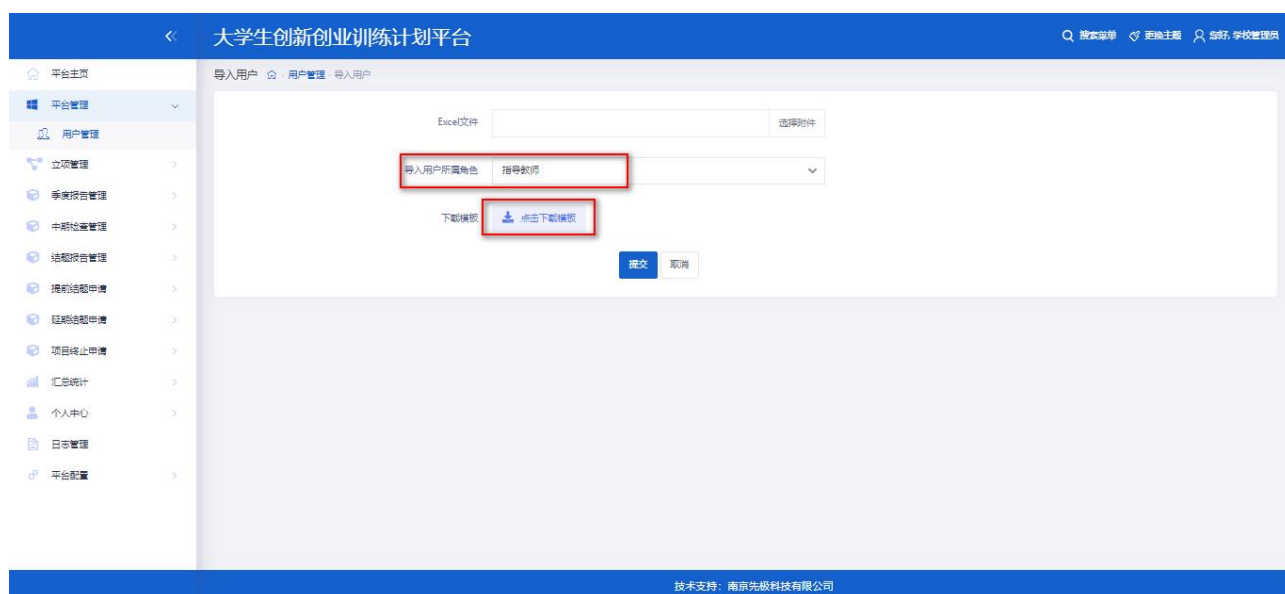 大学生创新创业训练计划平台
搜索菜单 更换主题 您好, 学校管理员
平台主页
平台管理
用户管理
立项管理
季度报告管理
中期检查管理
结题报告管理
提前结题申请
延期结题申请
项目终止申请
汇总统计
个人中心
日志管理
平台配置
导入用户 用户管理 导入用户
Excel文件 选择附件
导入用户所属角色 指导教师
下载模板 点击下载模板
提交 取消
技术支持：南京先极科技有限公司